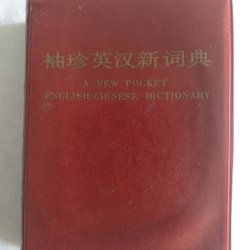 袖珍英汉新词典
A NEW POCKET
ENGLISH-CHINESE DICTIONARY